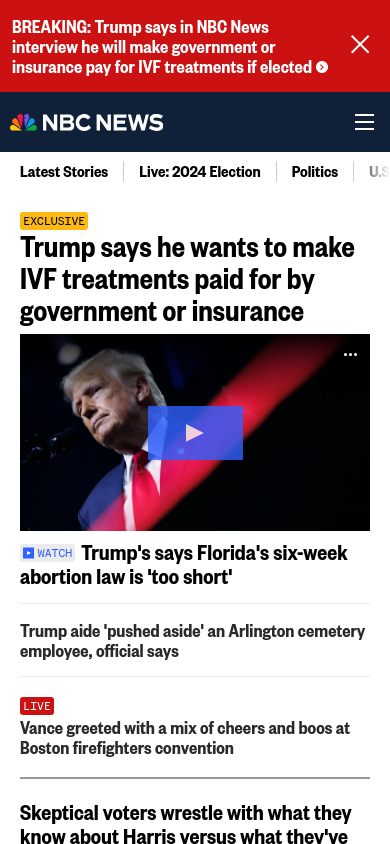 BREAKING: Trump says in NBC News
interview he will make government or
insurance pay for IVF treatments if elected
NBC NEWS
Latest Stories
Live: 2024 Election
Politics
U.S
EXCLUSIVE
Trump says he wants to make
IVF treatments paid for by
government or insurance
WATCH Trump's says Florida's six-week
abortion law is 'too short'
Trump aide 'pushed aside' an Arlington cemetery
employee, official says
LIVE
Vance greeted with a mix of cheers and boos at
Boston firefighters convention
Skeptical voters wrestle with what they
know about Harris versus what they've